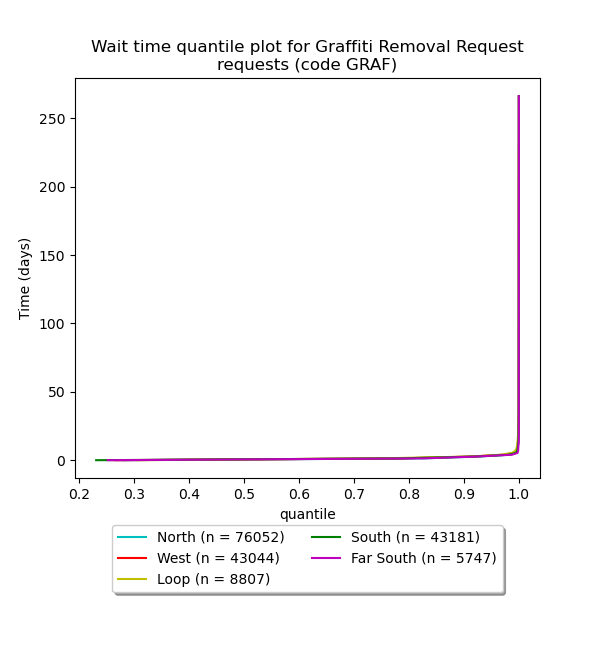 Wait time quantile plot for Graffiti Removal Request
requests (code GRAF)
Time (days)
250
200
150
100
50
0
0.2 0.3 0.4 0.5 0.6 0.7 0.8 0.9 1.0
quantile
North (n = 76052) South (n = 43181)
West (n = 43044) Far South (n = 5747)
Loop (n = 8807)